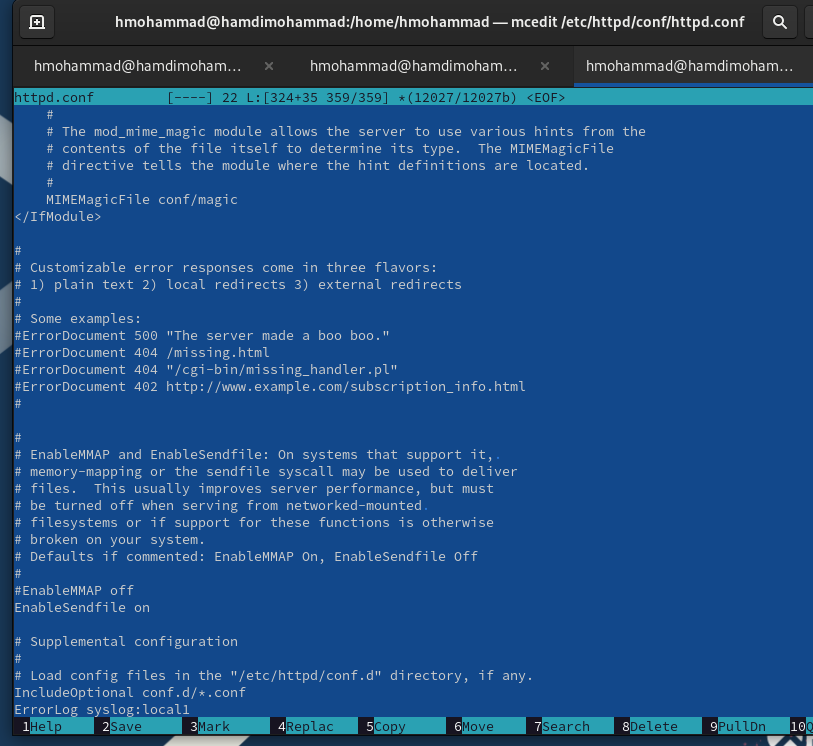 hmohammad@hamdimohammad:/home/hmohammad — mcedit /etc/httpd/conf/httpd.conf
hmohammad@hamdimoham… × hmohammad@hamdimoham… × hmohammad@hamdimoham…
httpd.conf [----] 22 L:[324+35 359/359] *(12027/12027b) <EOF>
#
# The mod_mime_magic module allows the server to use various hints from the
# contents of the file itself to determine its type. The MIMEMagicFile
# directive tells the module where the hint definitions are located.
#
MIMEMagicFile conf/magic
</IfModule>
#
# Customizable error responses come in three flavors:
# 1) plain text 2) local redirects 3) external redirects
#
# Some examples:
#ErrorDocument 500 "The server made a boo boo."
#ErrorDocument 404 /missing.html
#ErrorDocument 404 "/cgi-bin/missing_handler.pl"
#ErrorDocument 402 http://www.example.com/subscription_info.html
#
#
# EnableMMAP and EnableSendfile: On systems that support it,.
# memory-mapping or the sendfile syscall may be used to deliver
# files. This usually improves server performance, but must
# be turned off when serving from networked-mounted.
# filesystems or if support for these functions is otherwise
# broken on your system.
# Defaults if commented: EnableMMAP On, EnableSendfile Off
#
#EnableMMAP off
EnableSendfile on
# Supplemental configuration
#
# Load config files in the "/etc/httpd/conf.d" directory, if any.
IncludeOptional conf.d/*.conf
ErrorLog syslog:local1
1Help 2Save 3Mark 4Replac 5Copy 6Move 7Search 8Delete 9PullDn 10Q